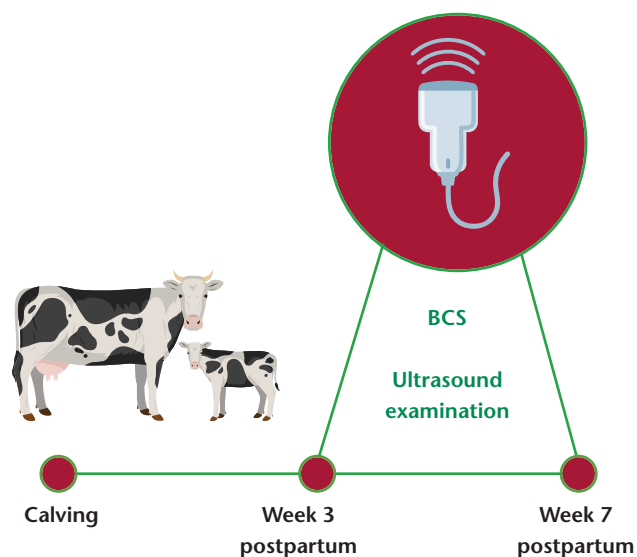 BCS
Ultrasound
examination
Calving
Week 3
postpartum
Week 7
postpartum